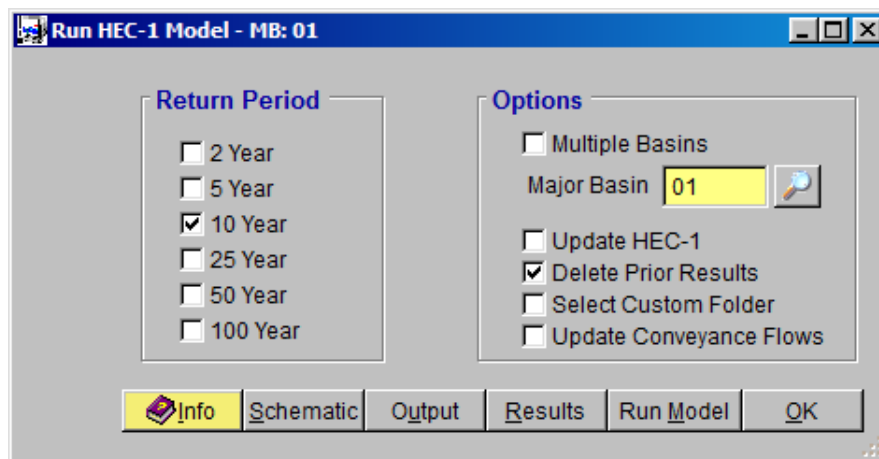 Run HEC-1 Model - MB: 01
Return Period
2 Year
5 Year
10 Year
25 Year
50 Year
100 Year
Options
Multiple Basins
Major Basin 01
Update HEC-1
Delete Prior Results
Select Custom Folder
Update Conveyance Flows
Info Schematic Output Results Run Model OK